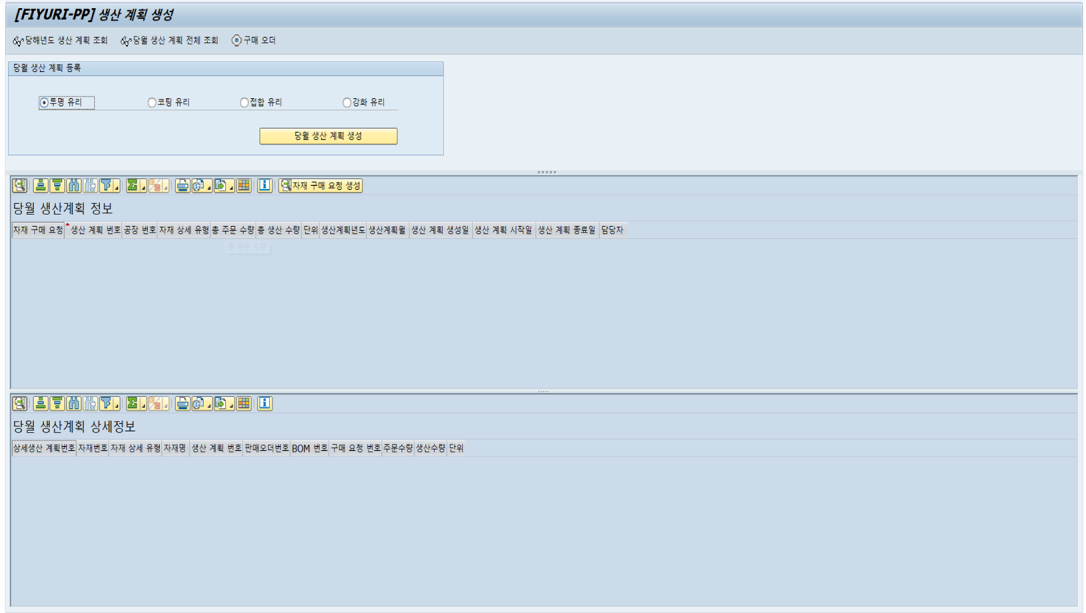 [FIYURI-PP] 생산 계획 생성
당해년도 생산 계획 조회 당월 생산 계획 전체 조회 구매 오더
당월 생산 계획 등록
투명 유리 코팅 유리 접합 유리 강화 유리
당월 생산 계획 생성
자재 구매 요청 생성
당월 생산계획 정보
자재 구매 요청 * 생산 계획 번호 공장 번호 자재 상세 유형 총 주문 수량 총 생산 수량 단위 생산계획년도 생산계획월 생산 계획 생성일 생산 계획 시작일 생산 계획 종료일 담당자
당월 생산계획 상세정보
상세생산 계획번호 자재번호 자재 상세 유형 자재명 생산 계획 번호 판매오더번호 BOM 번호 구매 요청 번호 주문수량 생산수량 단위